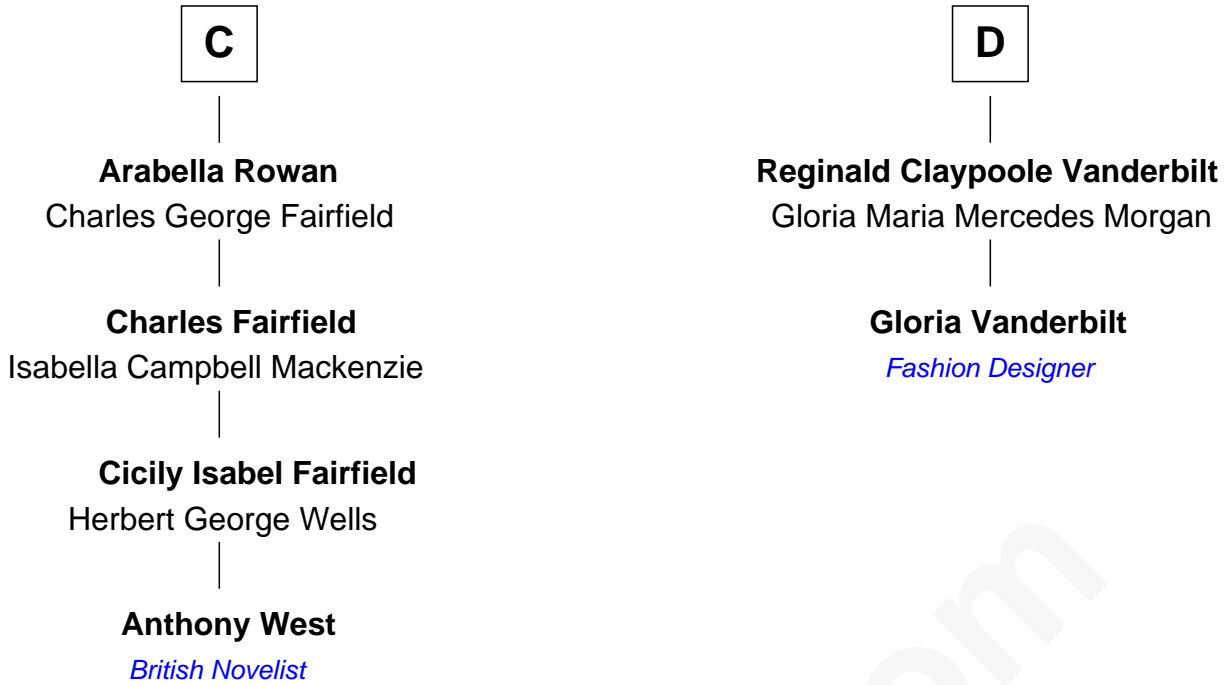 C
Arabella Rowan
Charles George Fairfield
Charles Fairfield
Isabella Campbell Mackenzie
Cicily Isabel Fairfield
Herbert George Wells
Anthony West
British Novelist
D
Reginald Claypoole Vanderbilt
Gloria Maria Mercedes Morgan
Gloria Vanderbilt
Fashion Designer
om